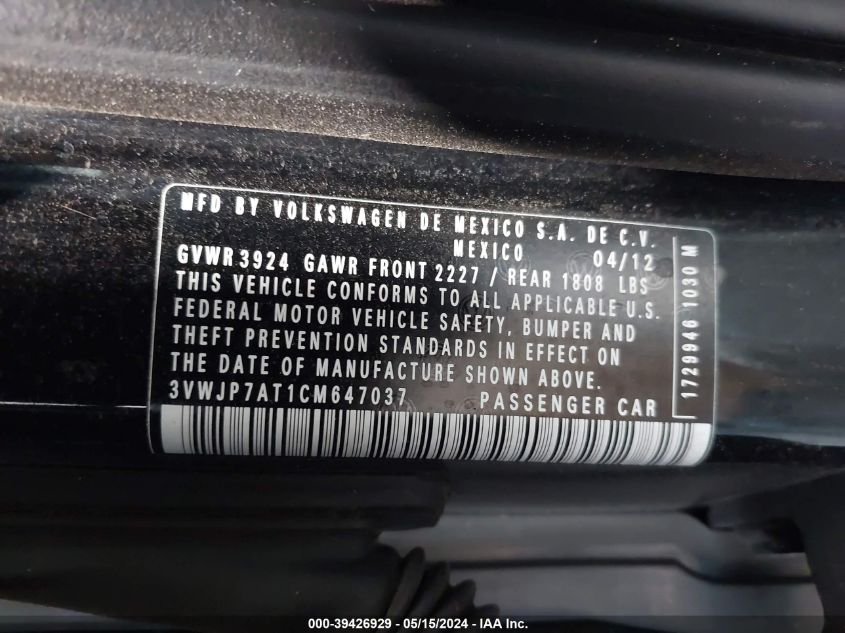 MFD BY VOLKSWAGEN DE MEXICO S.A. DE C.V.
MEXICO 04/12
GVWR 3924 GAWR FRONT 2227 / REAR 1808 LBS
THIS VEHICLE CONFORMS TO ALL APPLICABLE U.S.
FEDERAL MOTOR VEHICLE SAFETY, BUMPER AND
THEFT PREVENTION STANDARDS IN EFFECT ON
THE DATE OF MANUFACTURE SHOWN ABOVE.
3VWJP7AT1CM647037 PASSENGER CAR
1729946 1030 M
000-39426929 - 05/15/2024 - IAA Inc.